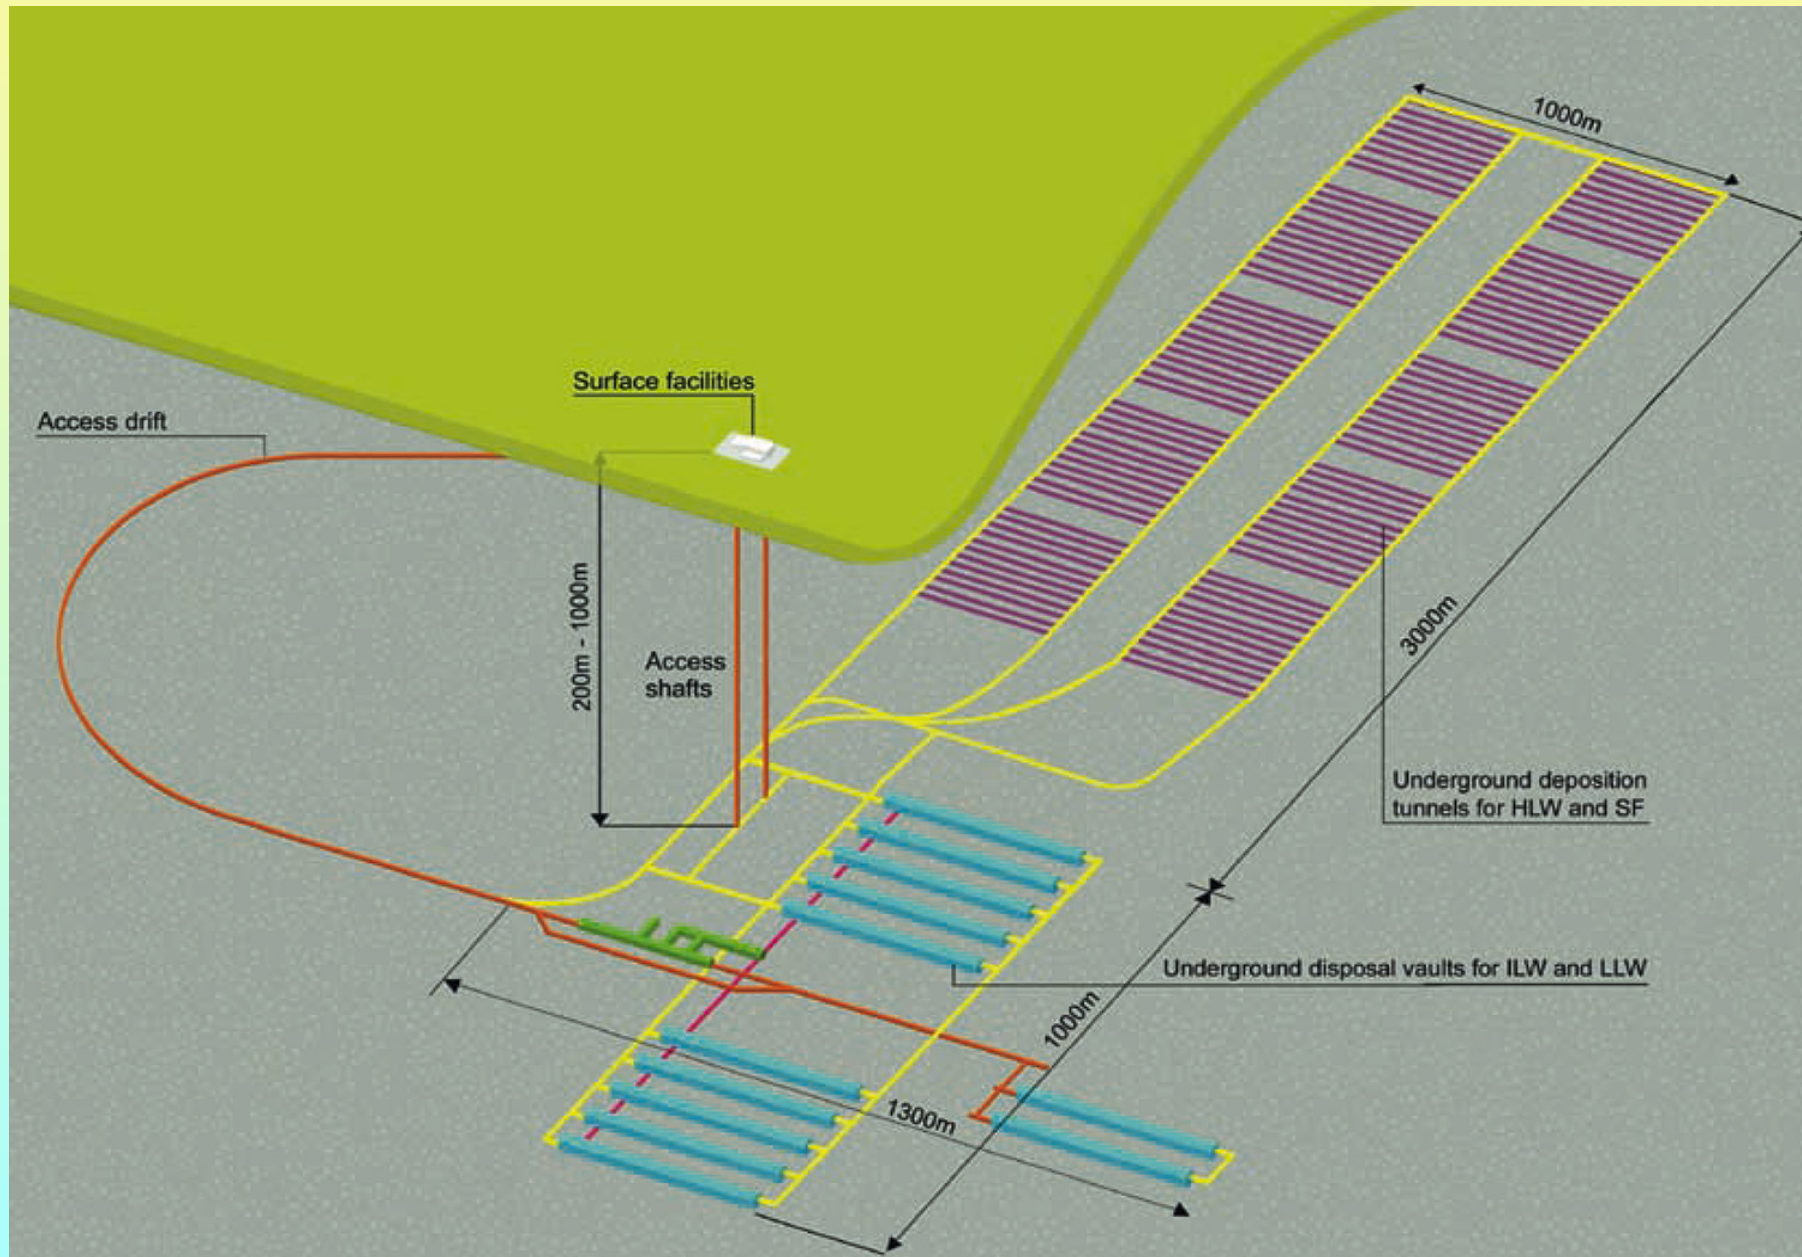 1000m
Surface facilities
Access drift
200m - 1000m
Access
shafts
3000m
Underground deposition
tunnels for HLW and SF
Underground disposal vaults for ILW and LLW
1000m
1300m